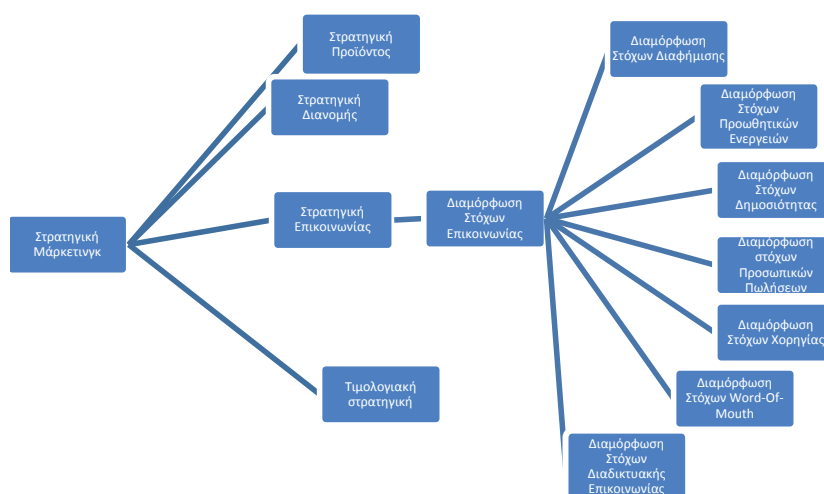 Στρατηγική
Μάρκετινγκ
Στρατηγική
Προϊόντος
Στρατηγική
Διανομής
Στρατηγική
Επικοινωνίας
Τιμολογιακή
στρατηγική
Διαμόρφωση
Στόχων
Επικοινωνίας
Διαμόρφωση
Στόχων Διαφήμισης
Διαμόρφωση
Στόχων
Προωθητικών
Ενεργειών
Διαμόρφωση
Στόχων
Δημοσιότητας
Διαμόρφωση
στόχων
Προσωπικών
Πωλήσεων
Διαμόρφωση
Στόχων Χορηγίας
Διαμόρφωση
Στόχων Word-Of-
Mouth
Διαμόρφωση
Στόχων
Διαδικτυακής
Επικοινωνίας